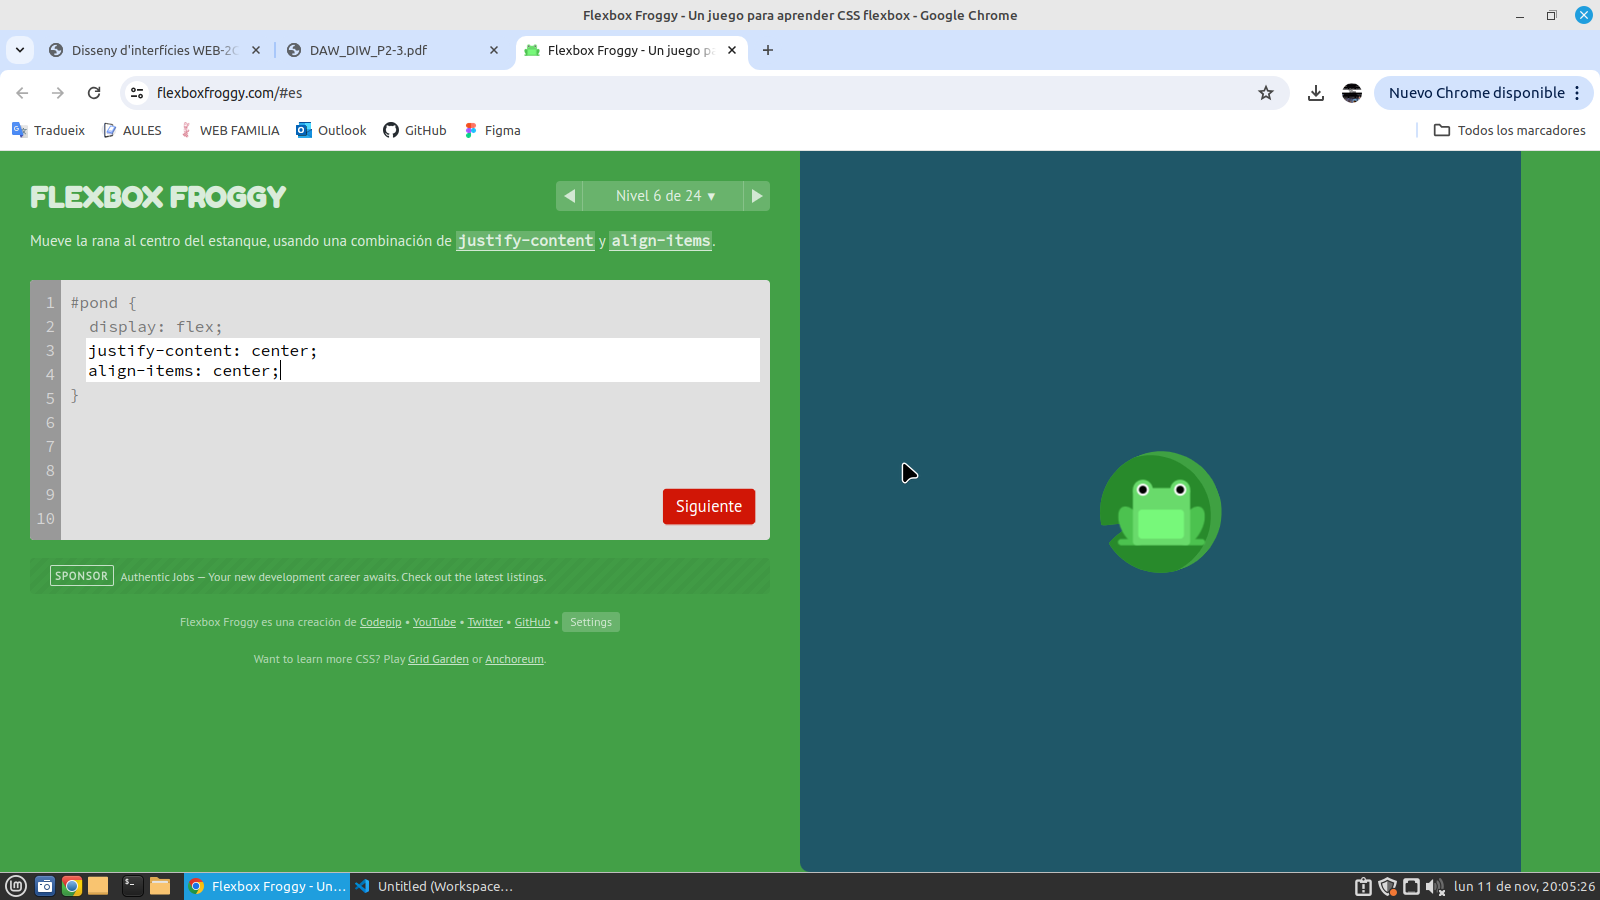 Flexbox Froggy - Un juego para aprender CSS flexbox - Google Chrome
Disseny d'interfícies WEB-2C
DAW_DIW_P2-3.pdf
Flexbox Froggy - Un juego p
flexboxfroggy.com/#es
Nuevo Chrome disponible
Tradueix
AULES
WEB FAMILIA
Outlook
GitHub
Figma
Todos los marcadores
FLEXBOX FROGGY
Nivel 6 de 24 ▾
Mueve la rana al centro del estanque, usando una combinación de justify-content y align-items.
1 #pond {
2 display: flex;
3 justify-content: center;
4 align-items: center;
5 }
6
7
8
9
10
Siguiente
SPONSOR Authentic Jobs — Your new development career awaits. Check out the latest listings.
Flexbox Froggy es una creación de Codepip • YouTube • Twitter • GitHub • Settings
Want to learn more CSS? Play Grid Garden or Anchoreum.
Flexbox Froggy - Un...
Untitled (Workspace...
lun 11 de nov, 20:05:26